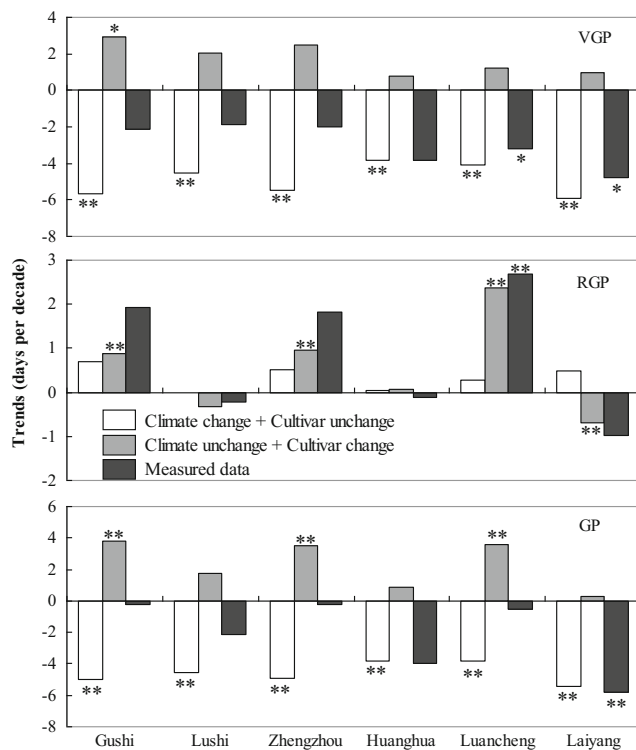 4
VGP
*
2
0
-2
-4
** ** ** ** ** * ** *
-6
-8
Trends (days per decade)
3
RGP
** **
2
1
** **
0
Climate change + Cultivar unchange
Climate unchange + Cultivar change
**
-1
Measured data
-2
6
GP
4
** ** **
2
0
-2
-4
** ** ** ** ** ** **
-6
-8
Gushi Lushi Zhengzhou Huanghua Luancheng Laiyang